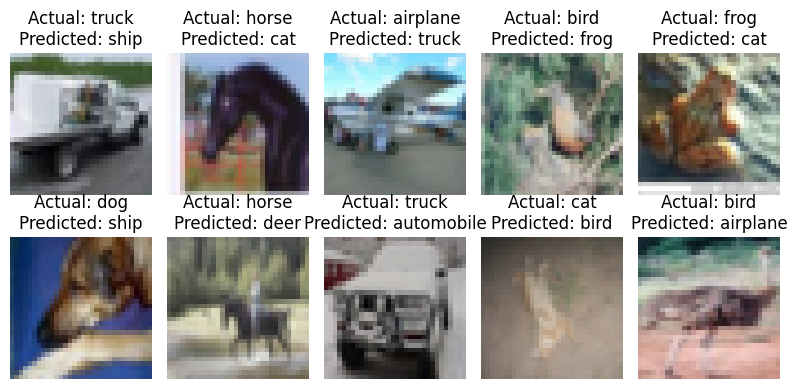 Actual: truck
Predicted: ship
Actual: horse
Predicted: cat
Actual: airplane
Predicted: truck
Actual: bird
Predicted: frog
Actual: frog
Predicted: cat
Actual: dog
Predicted: ship
Actual: horse
Predicted: deer
Actual: truck
Predicted: automobile
Actual: cat
Predicted: bird
Actual: bird
Predicted: airplane